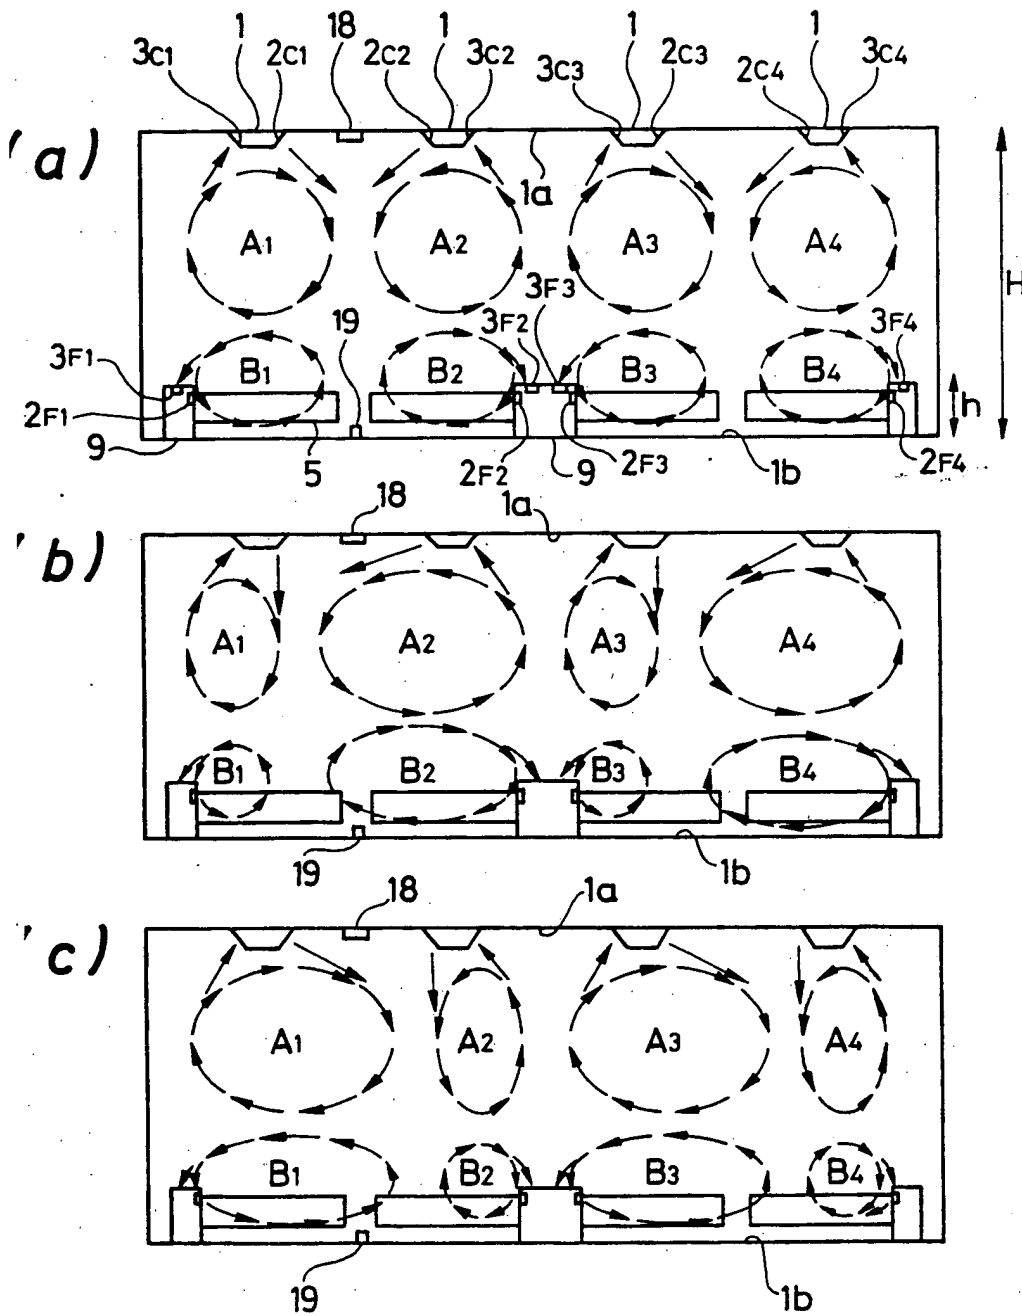 3C1 1 2C1 18 2C2 1 3C2 3C3 1 2C3 2C4 1 3C4
(a)
1a
A1 A2 A3 A4
H
3F1 19 3F2 3F3 3F4
B1 B2 B3 B4
h
2F1
9 5 2F2 9 2F3 1b 2F4
18 1a
b)
A1 A2 A3 A4
B1 B2 B3 B4
19 1b
18 1a
c)
A1 A2 A3 A4
B1 B2 B3 B4
19 1b